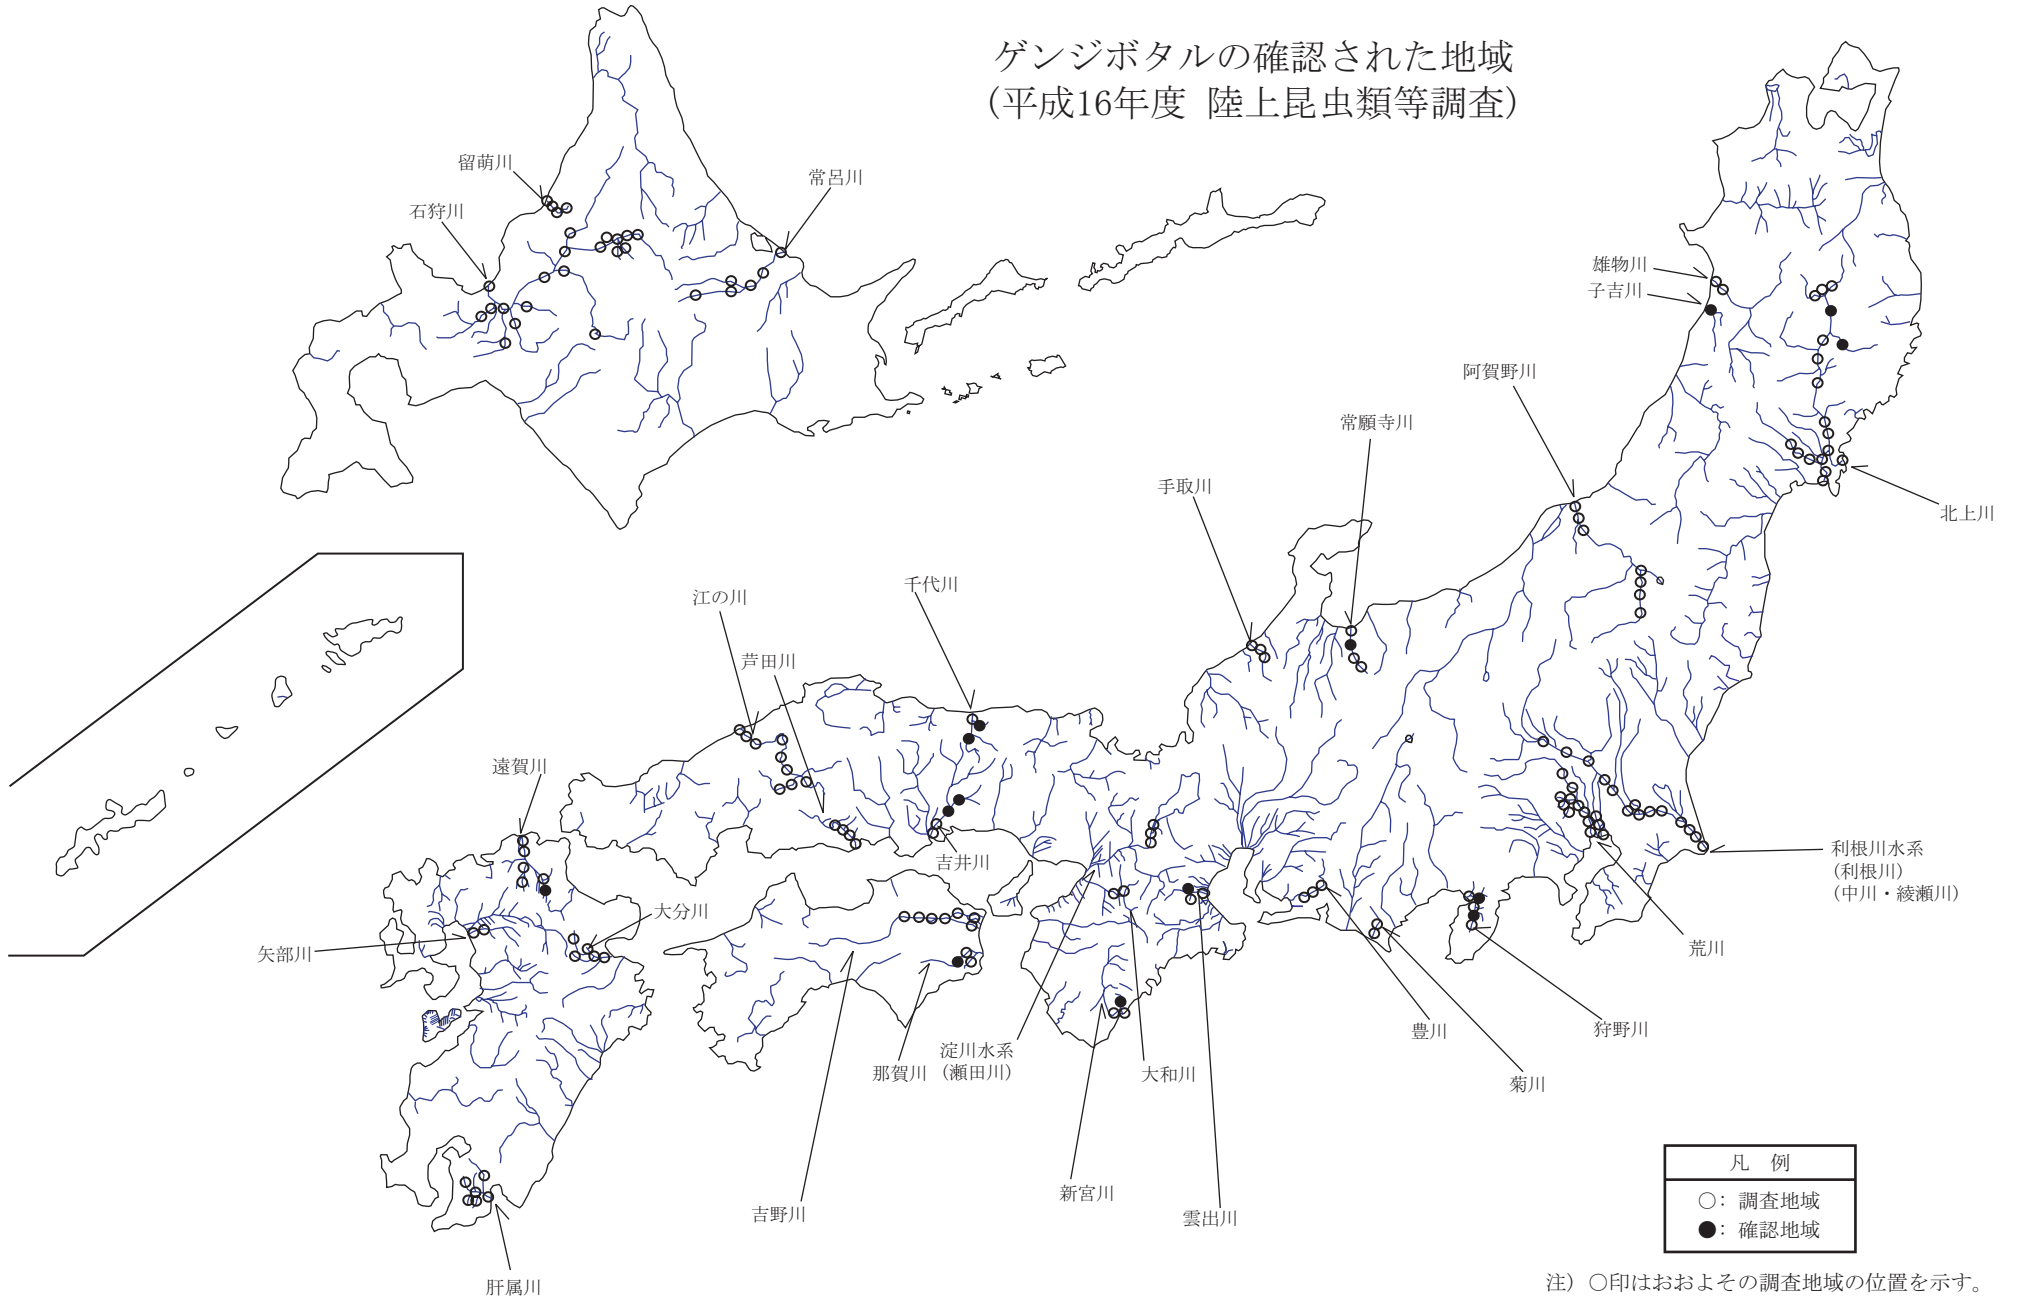 ゲンジボタルの確認された地域
(平成16年度 陸上昆虫類等調査)
留萌川
常呂川
石狩川
雄物川
子吉川
阿賀野川
常願寺川
手取川
北上川
千代川
江の川
芦田川
遠賀川
吉井川
利根川水系
(利根川)
(中川・綾瀬川)
大分川
矢部川
荒川
豊川
狩野川
淀川水系
(瀬田川)
那賀川
大和川
菊川
新宮川
吉野川
雲出川
肝属川
凡 例
○: 調査地域
●: 確認地域
注) ○印はおおよその調査地域の位置を示す。